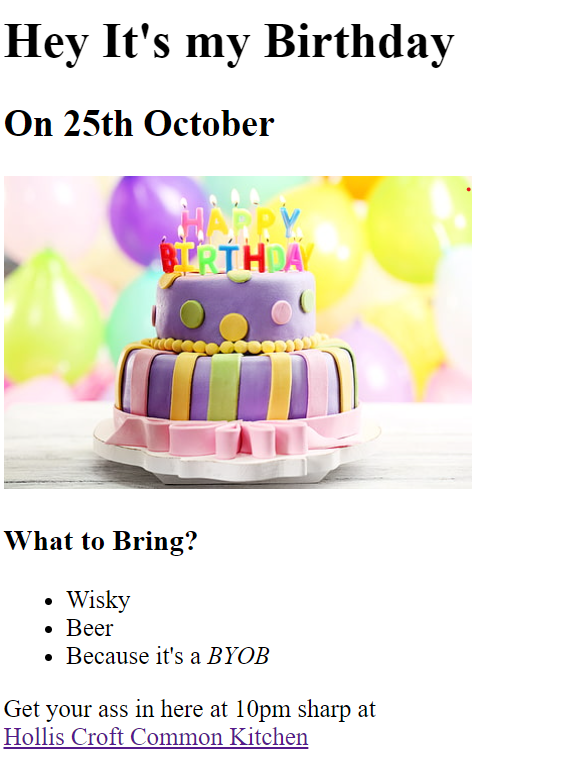 Hey It's my Birthday
On 25th October
HAPPY
BIRTHDAY
What to Bring?
Wisky
Beer
Because it's a BYOB
Get your ass in here at 10pm sharp at
Hollis Croft Common Kitchen